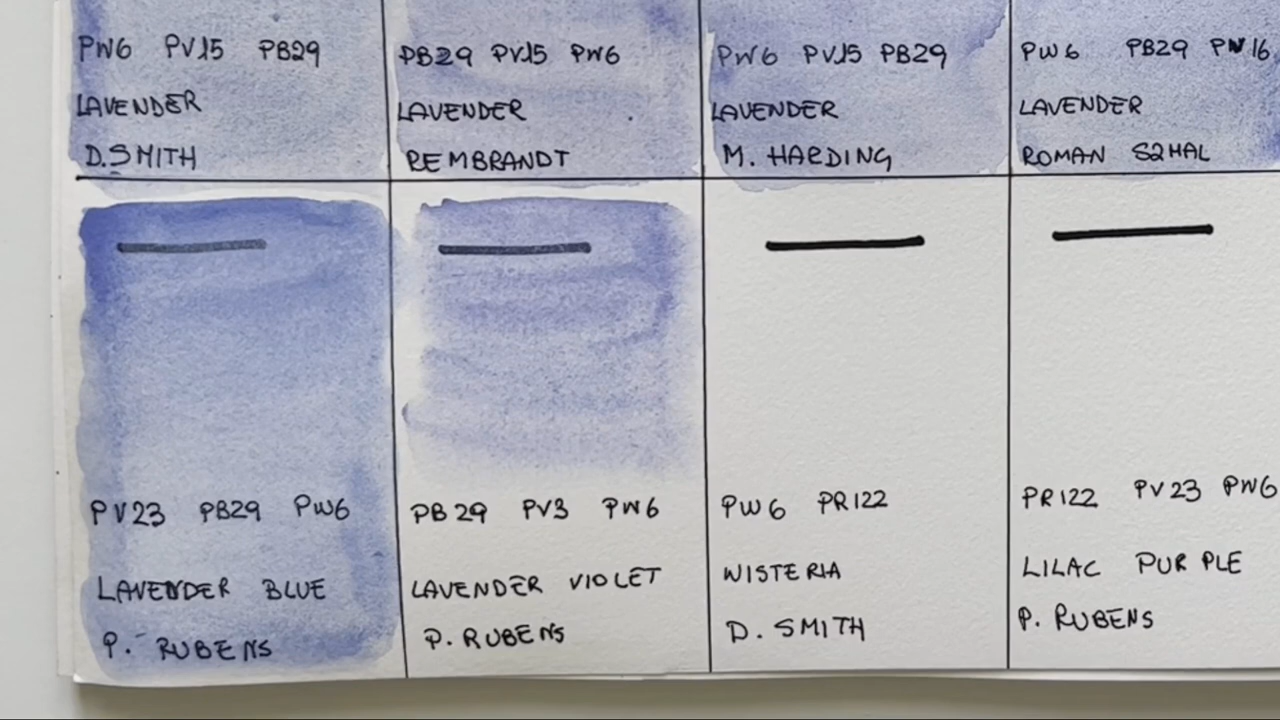 PW6 PV15 PB29
LAVENDER
D.SMITH
PB29 PV15 PW6
LAVENDER
REMBRANDT
PW6 PV15 PB29
LAVENDER
M. HARDING
PW6 PB29 PW16
LAVENDER
ROMAN SZMAL
PV23 PB29 PW6
LAVENDER BLUE
P. RUBENS
PB29 PV3 PW6
LAVENDER VIOLET
P. RUBENS
PW6 PR122
WISTERIA
D. SMITH
PR122 PV23 PW6
LILAC PURPLE
P. RUBENS